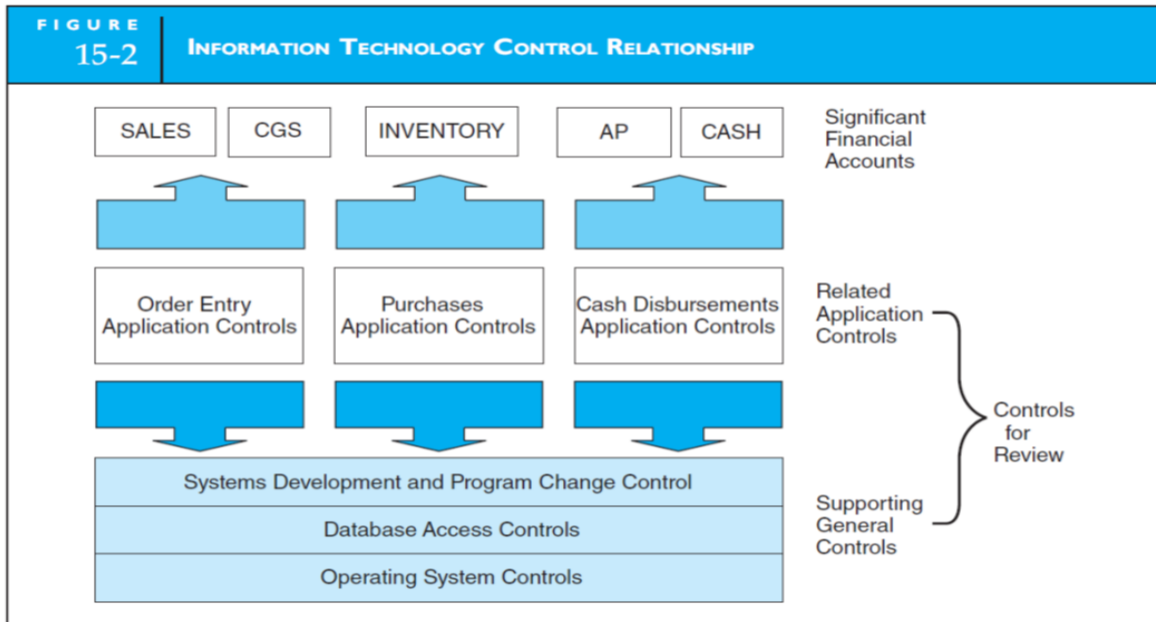 FIGURE
15-2
INFORMATION TECHNOLOGY CONTROL RELATIONSHIP
SALES
CGS
INVENTORY
AP
CASH
Significant
Financial
Accounts
Order Entry
Application Controls
Purchases
Application Controls
Cash Disbursements
Application Controls
Related
Application
Controls
Controls
for
Review
Systems Development and Program Change Control
Database Access Controls
Operating System Controls
Supporting
General
Controls